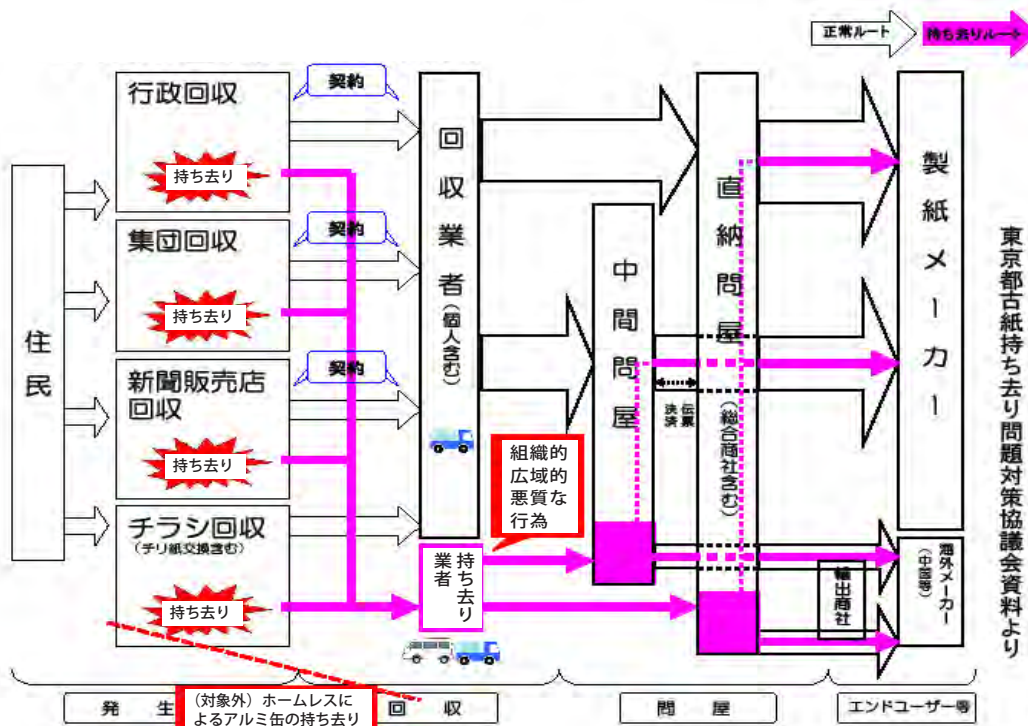 正常ルート
持ち去りルート
住民
行政回収
持ち去り
集団回収
持ち去り
新聞販売店
回収
持ち去り
チラシ回収
(チリ紙交換含む)
持ち去り
契約
契約
契約
回収業者(個人含む)
持ち去り
業者
組織的
広域的
悪質な
行為
中間問屋
伝票
決済
直納問屋(総合商社含む)
輸出商社
製紙メーカー
海外メーカー
(中国等)
東京都古紙持ち去り問題対策協議会資料より
発生
回収
問屋
エンドユーザー等
(対象外)ホームレスに
よるアルミ缶の持ち去り